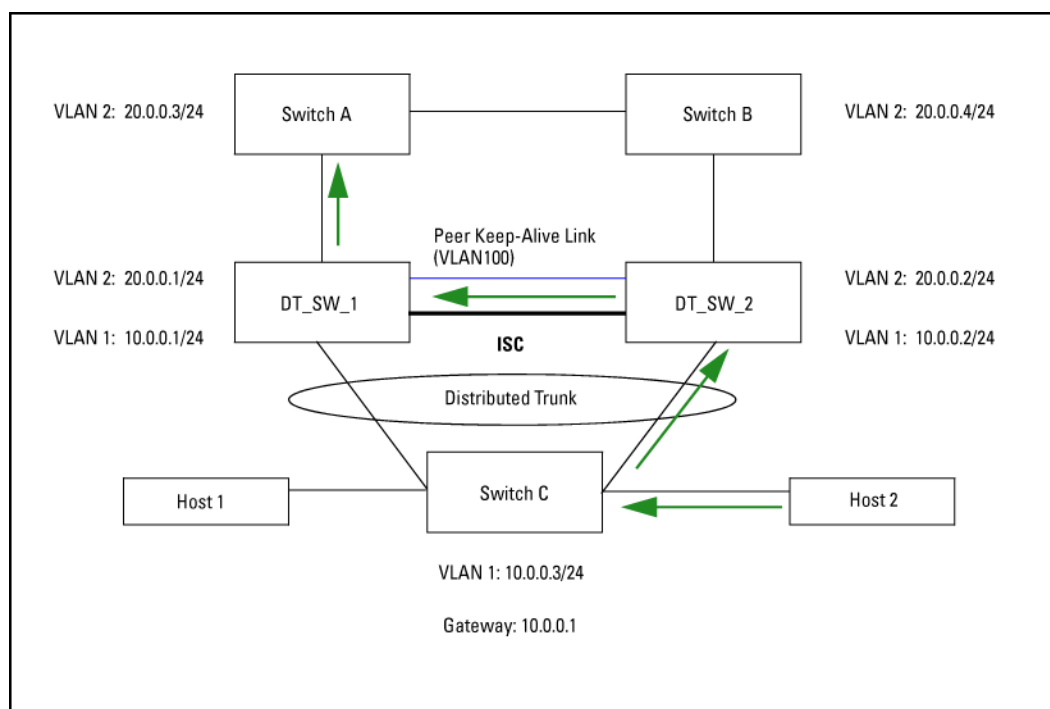 VLAN 2: 20.0.0.3/24
Switch A
Switch B
VLAN 2: 20.0.0.4/24
Peer Keep-Alive Link
(VLAN100)
VLAN 2: 20.0.0.1/24
VLAN 1: 10.0.0.1/24
DT_SW_1
DT_SW_2
VLAN 2: 20.0.0.2/24
VLAN 1: 10.0.0.2/24
ISC
Distributed Trunk
Host 1
Switch C
Host 2
VLAN 1: 10.0.0.3/24
Gateway: 10.0.0.1